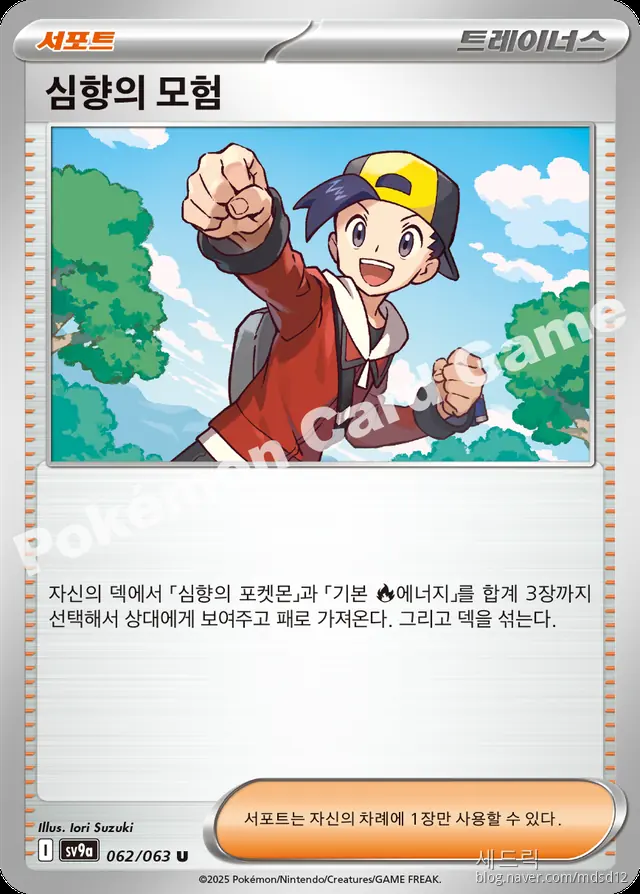 서포트
트레이너스
심향의 모험
Pokémon Card Game
자신의 덱에서 「심향의 포켓몬」과 「기본 에너지」를 합계 3장까지
선택해서 상대에게 보여주고 패로 가져온다. 그리고 덱을 섞는다.
서포트는 자신의 차례에 1장만 사용할 수 있다.
Illus. Iori Suzuki
I sv9a 062/063 U
©2025 Pokémon/Nintendo/Creatures/GAME FREAK.
세드릭
blog.naver.com/mdsd12